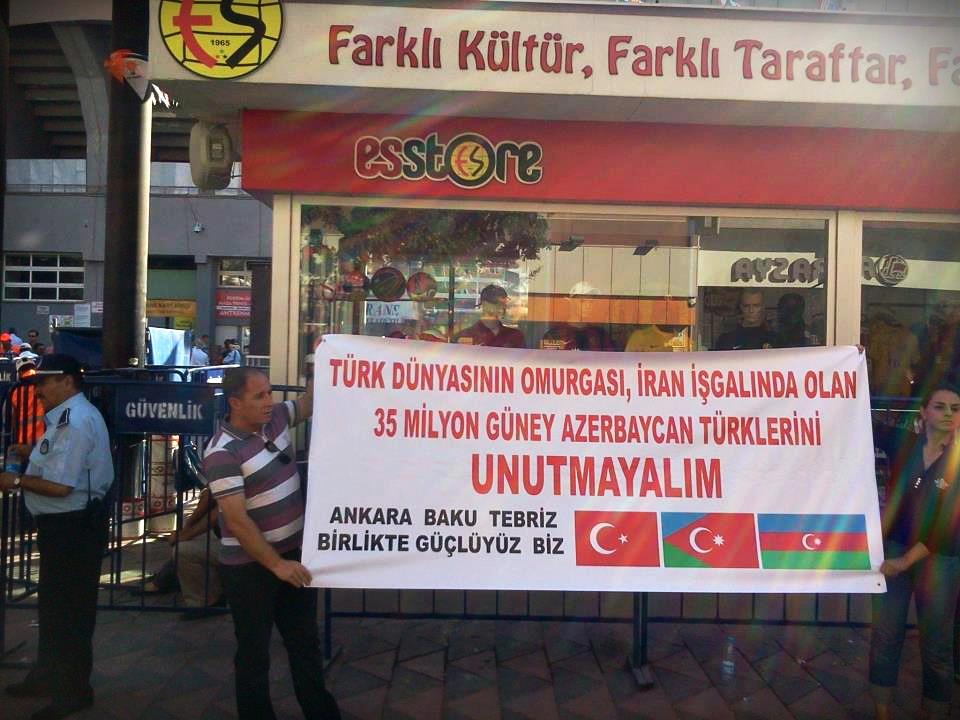 ES
1965
Farklı Kültür, Farklı Taraftar, Fa
esstore
GÜVENLİK
TÜRK DÜNYASININ OMURGASI, İRAN İŞGALINDA OLAN
35 MİLYON GÜNEY AZERBAYCAN TÜRKLERİNİ
UNUTMAYALIM
ANKARA BAKU TEBRİZ
BİRLİKTE GÜÇLÜYÜZ BİZ